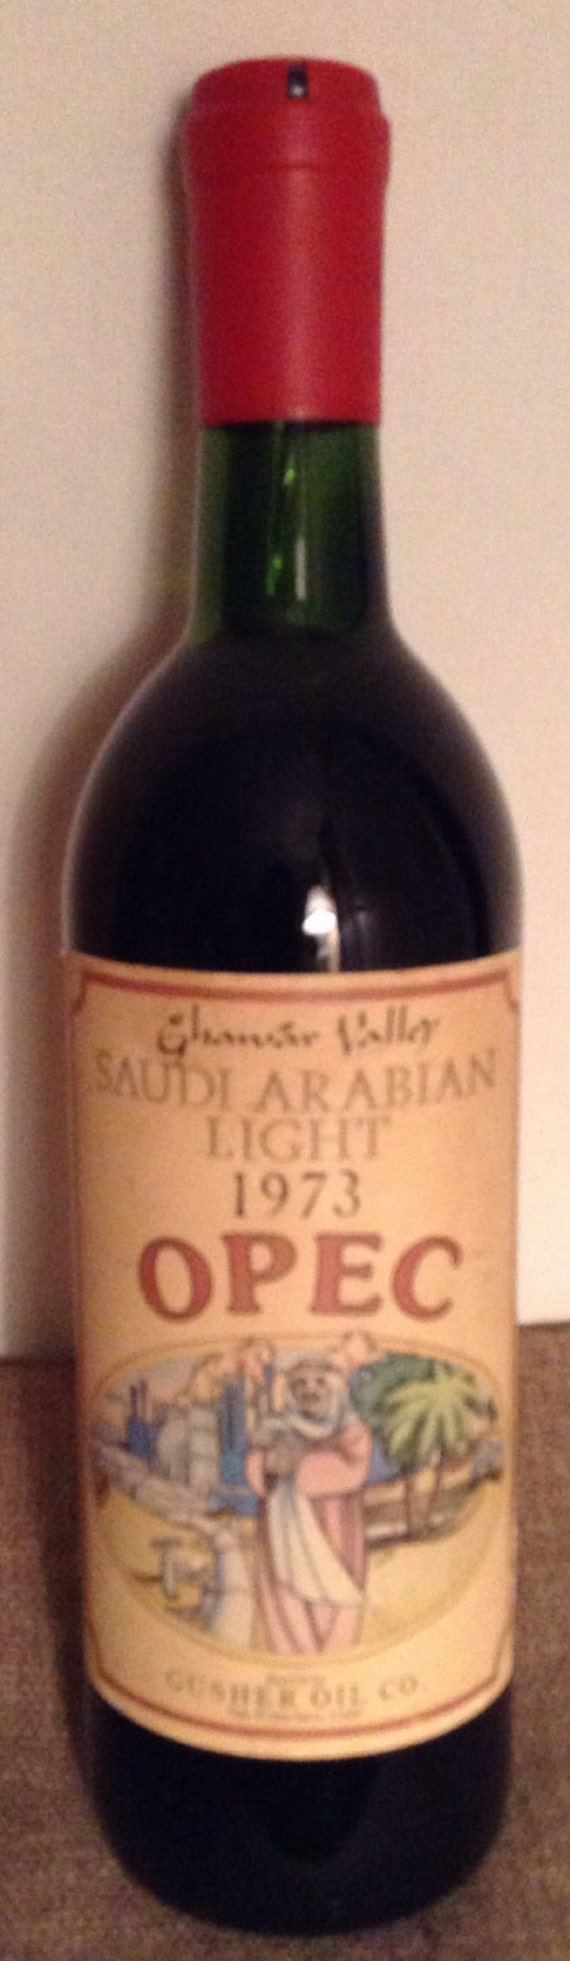 Ghawar Valley
SAUDI ARABIAN
LIGHT
1973
OPEC
GUSHER OIL CO.